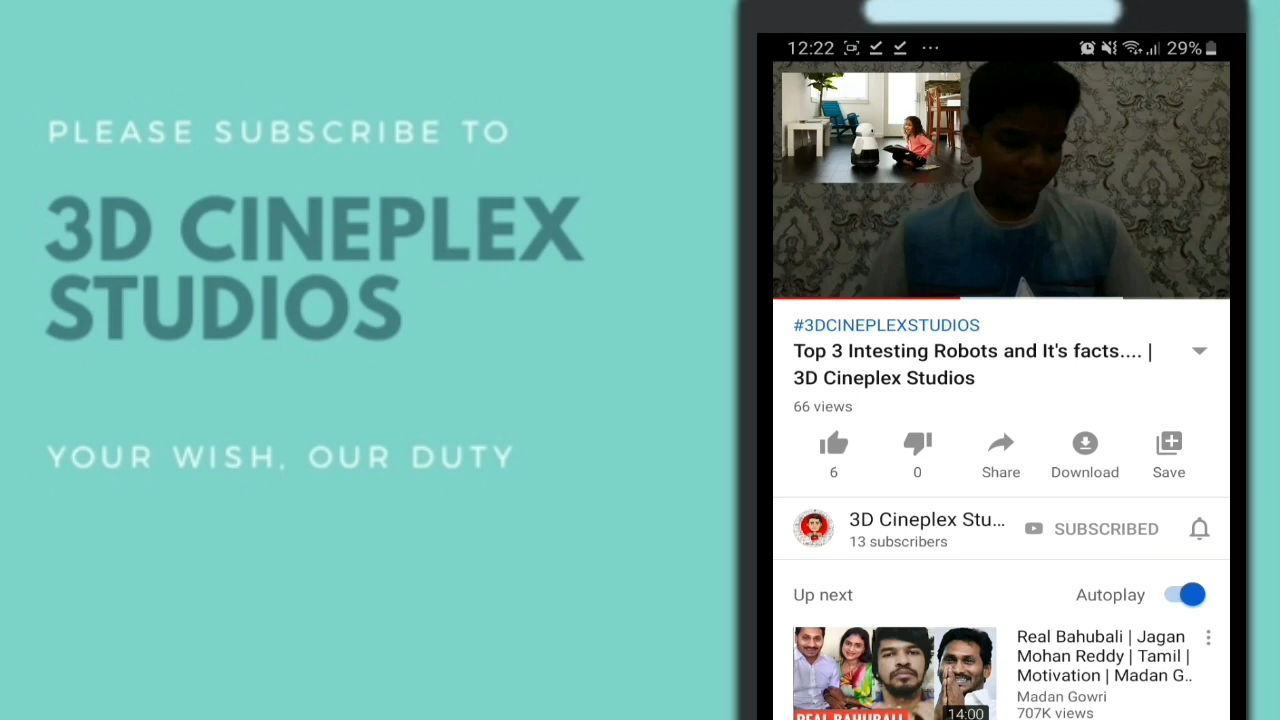 PLEASE SUBSCRIBE TO
3D CINEPLEX
STUDIOS
YOUR WISH, OUR DUTY
12:22
29%
#3DCINEPLEXSTUDIOS
Top 3 Intesting Robots and It's facts.... |
3D Cineplex Studios
66 views
6
0
Share
Download
Save
3D Cineplex Stu...
13 subscribers
SUBSCRIBED
Up next
Autoplay
REAL BAHUBALI
14:00
Real Bahubali | Jagan
Mohan Reddy | Tamil |
Motivation | Madan G..
Madan Gowri
707K views